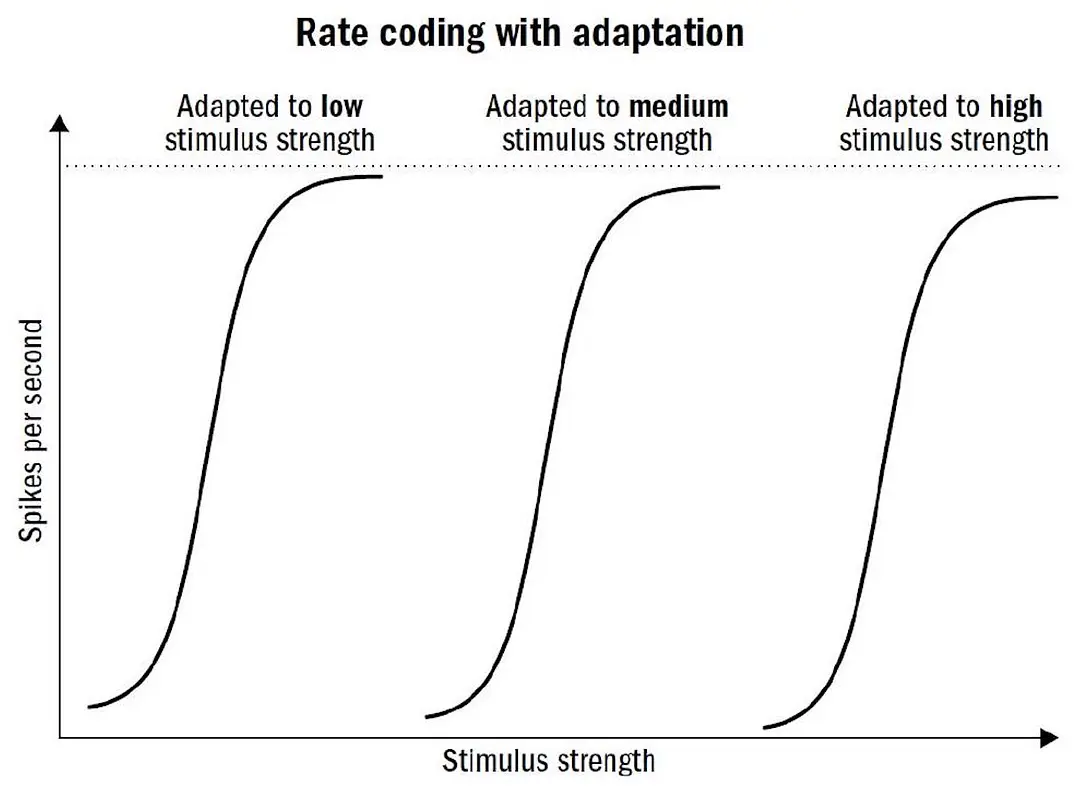 Rate coding with adaptation
Adapted to low
stimulus strength
Adapted to medium
stimulus strength
Adapted to high
stimulus strength
Spikes per second
Stimulus strength